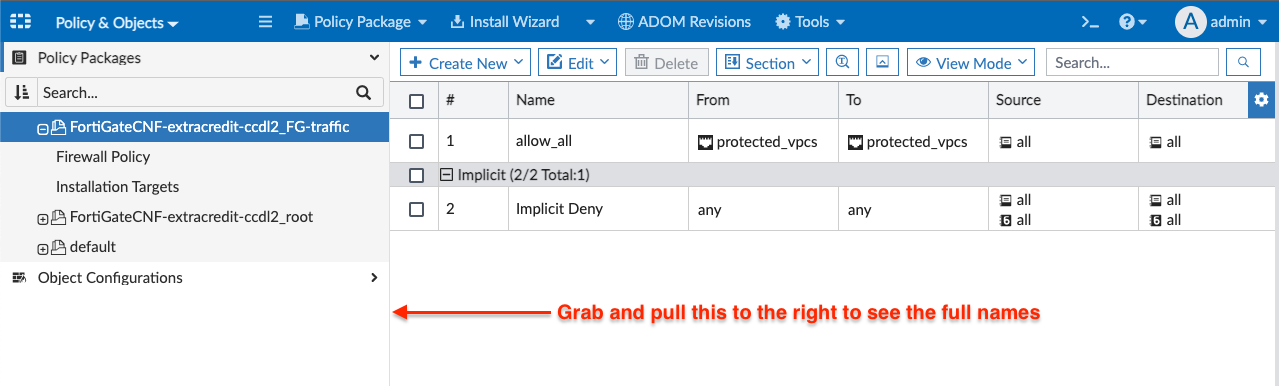 Policy & Objects
Policy Package
Install Wizard
ADOM Revisions
Tools
A
admin
Policy Packages
Search...
FortiGateCNF-extracredit-ccdl2_FG-traffic
Firewall Policy
Installation Targets
FortiGateCNF-extracredit-ccdl2_root
default
Object Configurations
Create New
Edit
Delete
Section
View Mode
Search...
# Name From To Source Destination
1 allow_all protected_vpcs protected_vpcs all all
Implicit (2/2 Total:1)
2 Implicit Deny any any all all
6 all 6 all
Grab and pull this to the right to see the full names